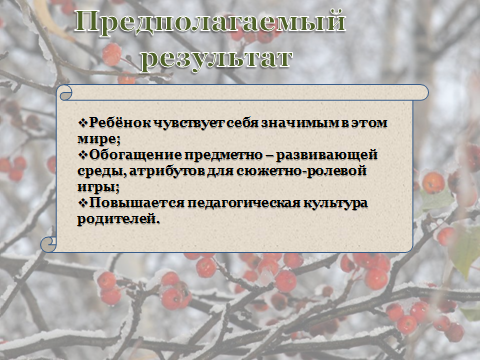 Предполагаемый
результат
❖Ребёнок чувствует себя значимым в этом
мире;
❖Обогащение предметно – развивающей
среды, атрибутов для сюжетно-ролевой
игры;
❖Повышается педагогическая культура
родителей.